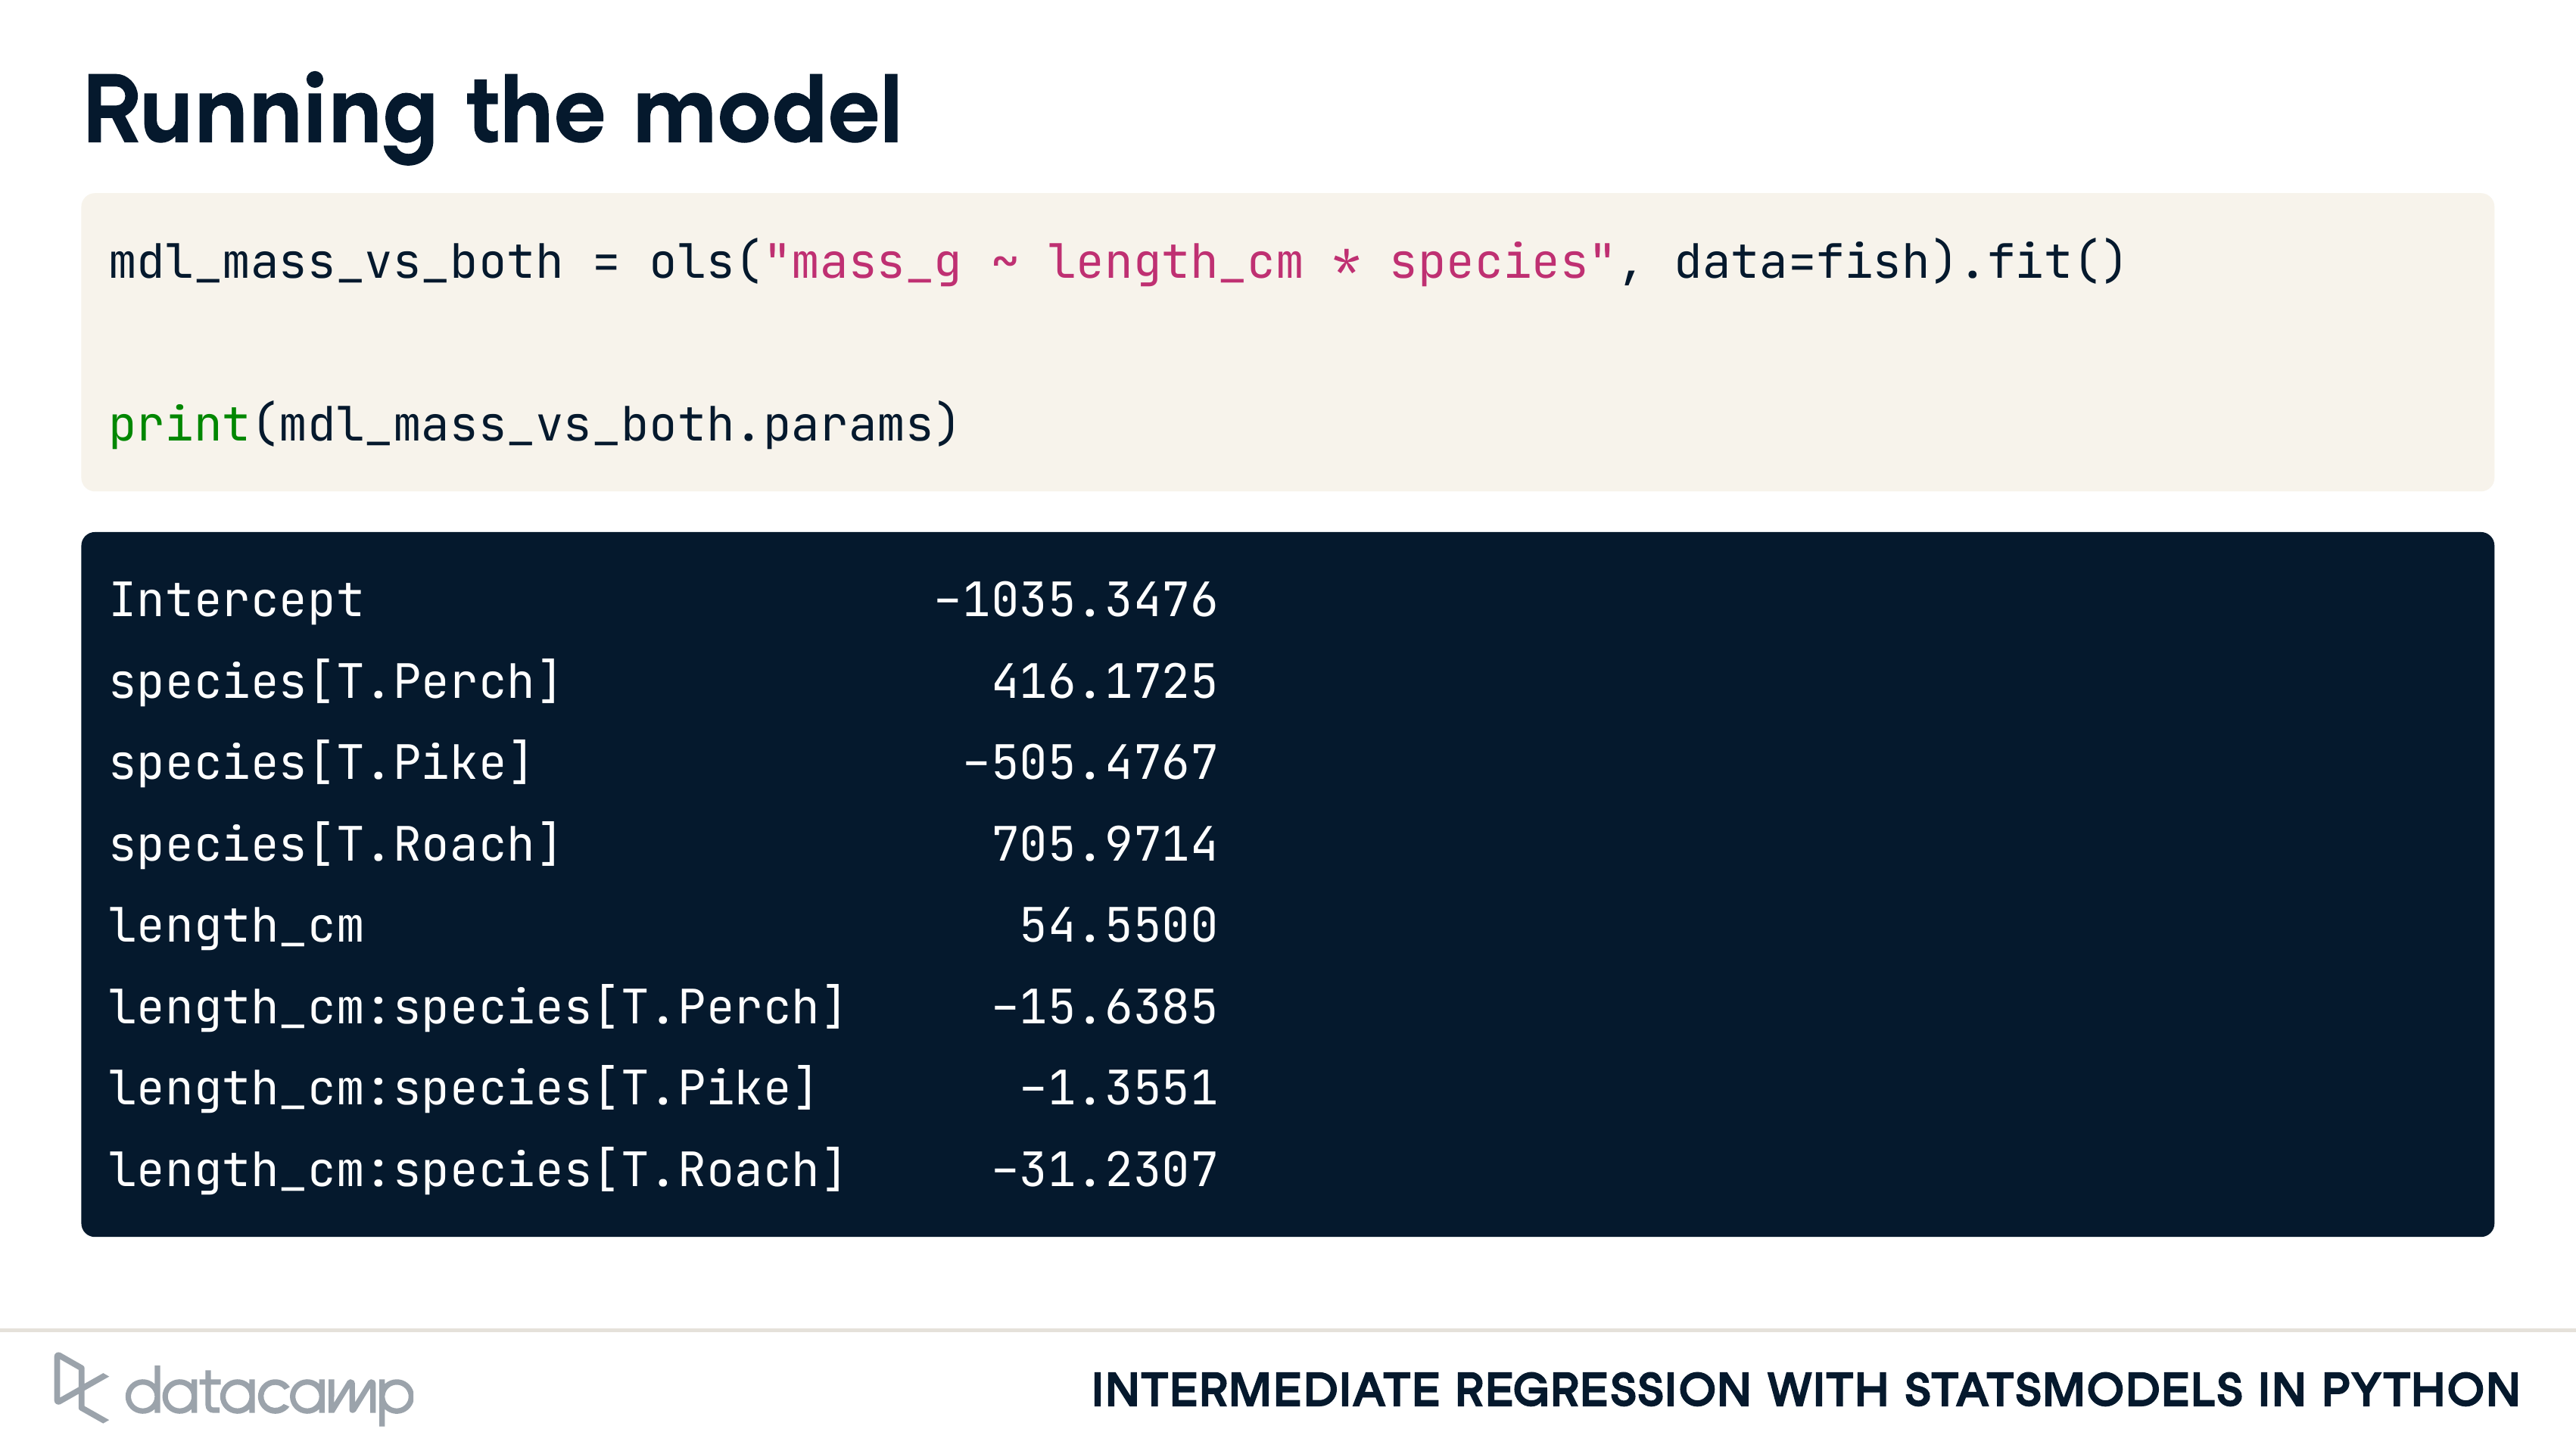 Running the model
mdl_mass_vs_both = ols("mass_g ~ length_cm * species", data=fish).fit()
print(mdl_mass_vs_both.params)
Intercept                    -1035.3476
species[T.Perch]               416.1725
species[T.Pike]               -505.4767
species[T.Roach]               705.9714
length_cm                       54.5500
length_cm:species[T.Perch]     -15.6385
length_cm:species[T.Pike]       -1.3551
length_cm:species[T.Roach]     -31.2307
datacamp
INTERMEDIATE REGRESSION WITH STATSMODELS IN PYTHON